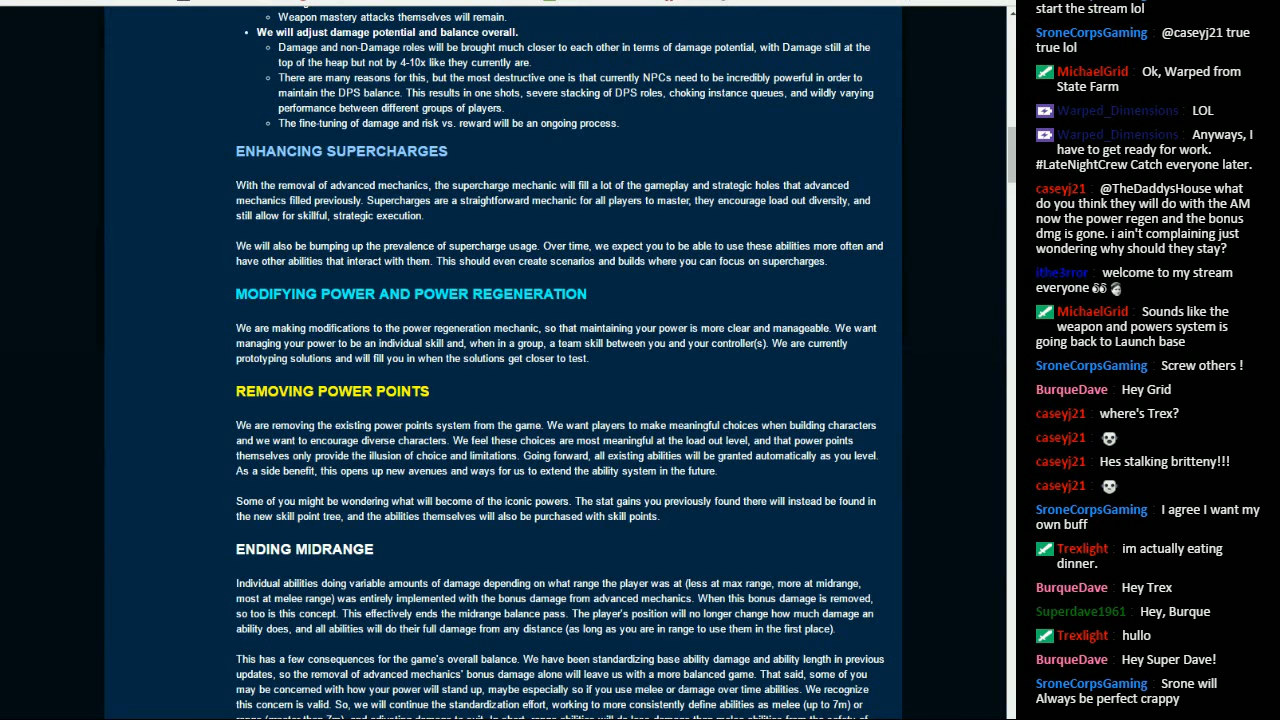 Weapon mastery attacks themselves will remain.
We will adjust damage potential and balance overall.
Damage and non-Damage roles will be brought much closer to each other in terms of damage potential, with Damage still at the
top of the heap but not by 4-10x like they currently are.
There are many reasons for this, but the most destructive one is that currently NPCs need to be incredibly powerful in order to
maintain the DPS balance. This results in one shots, severe stacking of DPS roles, choking instance queues, and wildly varying
performance between different groups of players.
The fine-tuning of damage and risk vs. reward will be an ongoing process.
ENHANCING SUPERCHARGES
With the removal of advanced mechanics, the supercharge mechanic will fill a lot of the gameplay and strategic holes that advanced
mechanics filled previously. Supercharges are a straightforward mechanic for all players to master, they encourage load out diversity, and
still allow for skillful, strategic execution.
We will also be bumping up the prevalence of supercharge usage. Over time, we expect you to be able to use these abilities more often and
have other abilities that interact with them. This should even create scenarios and builds where you can focus on supercharges.
MODIFYING POWER AND POWER REGENERATION
We are making modifications to the power regeneration mechanic, so that maintaining your power is more clear and manageable. We want
managing your power to be an individual skill and, when in a group, a team skill between you and your controller(s). We are currently
prototyping solutions and will fill you in when the solutions get closer to test.
REMOVING POWER POINTS
We are removing the existing power points system from the game. We want players to make meaningful choices when building characters
and we want to encourage diverse characters. We feel these choices are most meaningful at the load out level, and that power points
themselves only provide the illusion of choice and limitations. Going forward, all existing abilities will be granted automatically as you level.
As a side benefit, this opens up new avenues and ways for us to extend the ability system in the future.
Some of you might be wondering what will become of the iconic powers. The stat gains you previously found there will instead be found in
the new skill point tree, and the abilities themselves will also be purchased with skill points.
ENDING MIDRANGE
Individual abilities doing variable amounts of damage depending on what range the player was at (less at max range, more at midrange,
most at melee range) was entirely implemented with the bonus damage from advanced mechanics. When this bonus damage is removed,
so too is this concept. This effectively ends the midrange balance pass. The player's position will no longer change how much damage an
ability does, and all abilities will do their full damage from any distance (as long as you are in range to use them in the first place).
This has a few consequences for the game's overall balance. We have been standardizing base ability damage and ability length in previous
updates, so the removal of advanced mechanics' bonus damage alone will leave us with a more balanced game. That said, some of you
may be concerned with how your power will stand up, maybe especially so if you use melee or damage over time abilities. We recognize
this concern is valid. So, we will continue the standardization effort, working to more consistently define abilities as melee (up to 7m) or
start the stream lol
SroneCorpsGaming : @caseyj21 true
true lol
MichaelGrid : Ok, Warped from
State Farm
Warped_Dimensions : LOL
Warped_Dimensions : Anyways, I
have to get ready for work.
#LateNightCrew Catch everyone later.
caseyj21 : @TheDaddysHouse what
do you think they will do with the AM
now the power regen and the bonus
dmg is gone. i ain't complaining just
wondering why should they stay?
ithe3rror : welcome to my stream
everyone
MichaelGrid : Sounds like the
weapon and powers system is
going back to Launch base
SroneCorpsGaming : Screw others !
BurqueDave : Hey Grid
caseyj21 : where's Trex?
caseyj21 :
caseyj21 : Hes stalking britteny!!!
caseyj21 :
SroneCorpsGaming : I agree I want my
own buff
Trexlight : im actually eating
dinner.
BurqueDave : Hey Trex
Superdave1961 : Hey, Burque
Trexlight : hullo
BurqueDave : Hey Super Dave!
SroneCorpsGaming : Srone will
Always be perfect crappy